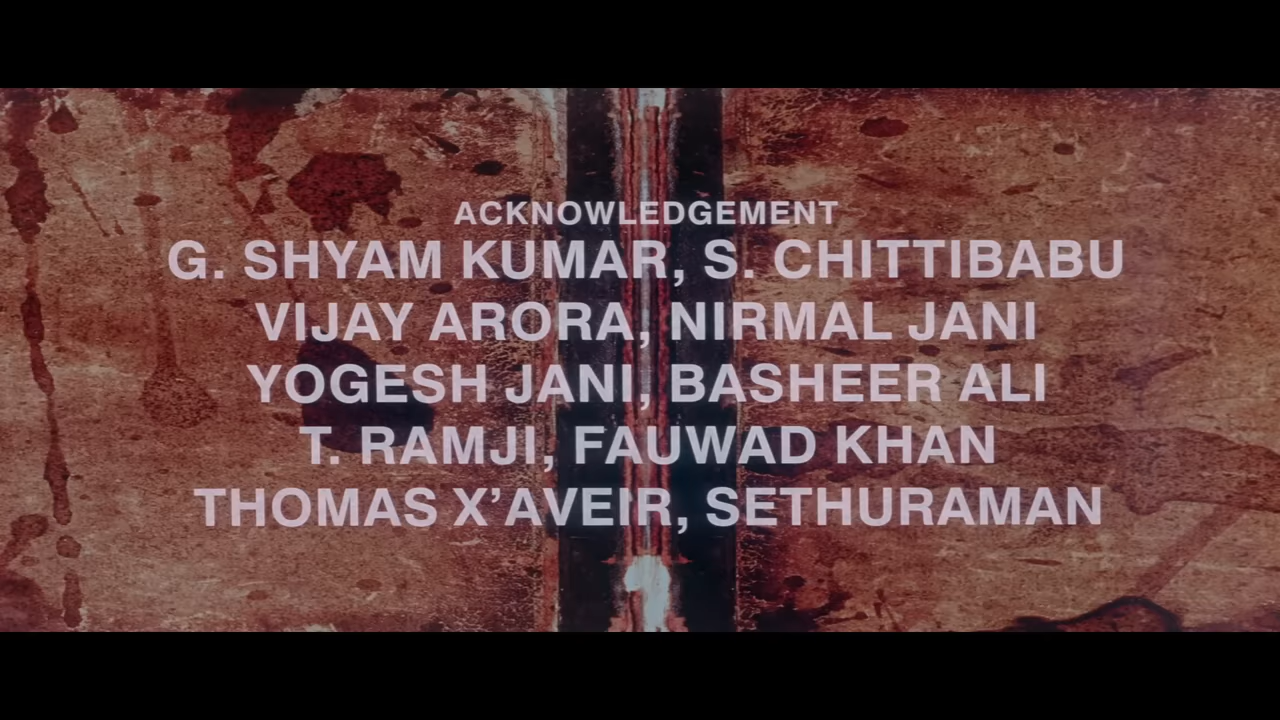 ACKNOWLEDGEMENT
G. SHYAM KUMAR, S. CHITTIBABU
VIJAY ARORA, NIRMAL JANI
YOGESH JANI, BASHEER ALI
T. RAMJI, FAUWAD KHAN
THOMAS X’AVEIR, SETHURAMAN